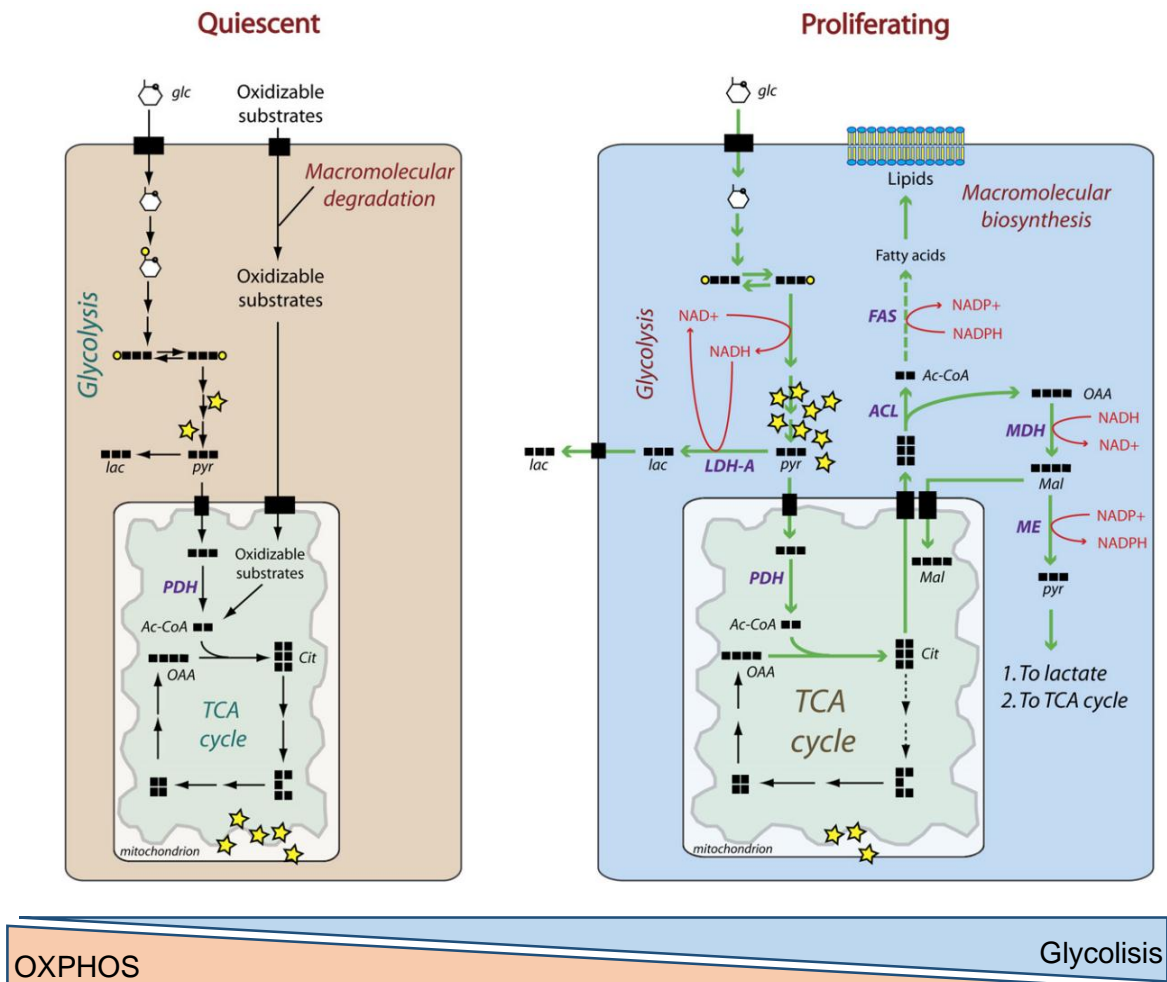 Quiescent
glc
Oxidizable
substrates
Macromolecular
degradation
Oxidizable
substrates
Glycolysis
lac
pyr
Oxidizable
substrates
PDH
Ac-CoA
OAA
Cit
TCA
cycle
mitochondrion
Proliferating
glc
Lipids
Macromolecular
biosynthesis
Fatty acids
FAS
NADP+
NADPH
Glycolysis
NAD+
NADH
Ac-CoA
OAA
ACL
MDH
NADH
NAD+
lac
lac
LDH-A
pyr
Mal
ME
NADP+
NADPH
PDH
Mal
pyr
Ac-CoA
OAA
Cit
1. To lactate
2. To TCA cycle
TCA
cycle
mitochondrion
OXPHOS
Glycolisis